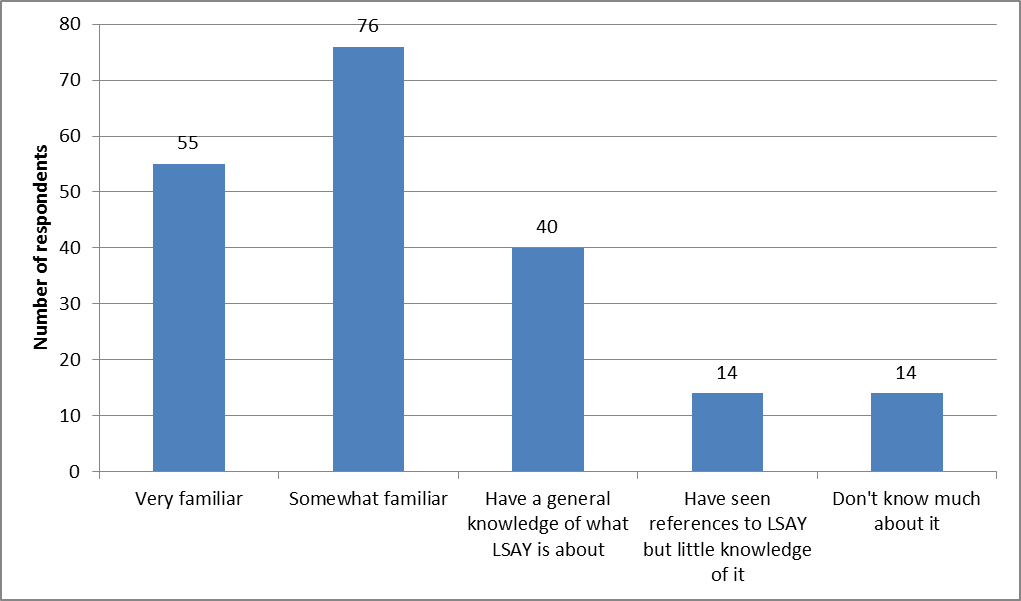 80
70
60
50
40
30
20
10
0
Number of respondents
55
76
40
14
14
Very familiar
Somewhat familiar
Have a general
knowledge of what
LSAY is about
Have seen
references to LSAY
but little knowledge
of it
Don't know much
about it